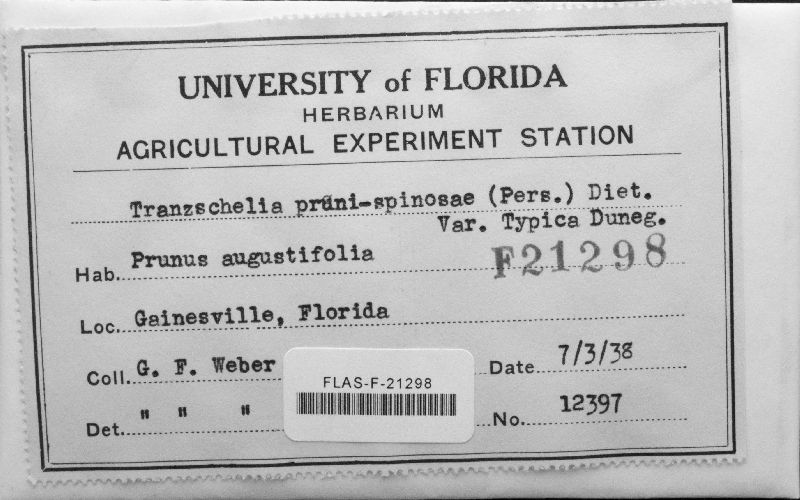 UNIVERSITY of FLORIDA
HERBARIUM
AGRICULTURAL EXPERIMENT STATION
Tranzschelia pruni-spinosae (Pers.) Diet.
Var. Typica Duneg.
Hab. Prunus augustifolia
F21298
Loc. Gainesville, Florida
Coll. G. F. Weber
Date 7/3/38
FLAS-F-21298
Det. " " "
No. 12397